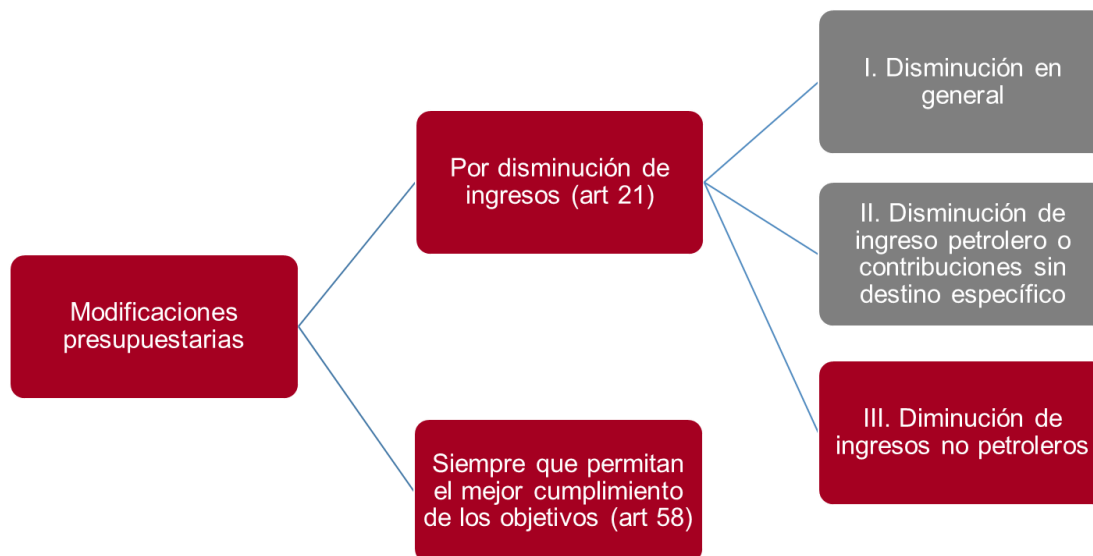 Modificaciones
presupuestarias
Por disminución de
ingresos (art 21)
Siempre que permitan
el mejor cumplimiento
de los objetivos (art 58)
I. Disminución en
general
II. Disminución de
ingreso petrolero o
contribuciones sin
destino específico
III. Diminución de
ingresos no petroleros